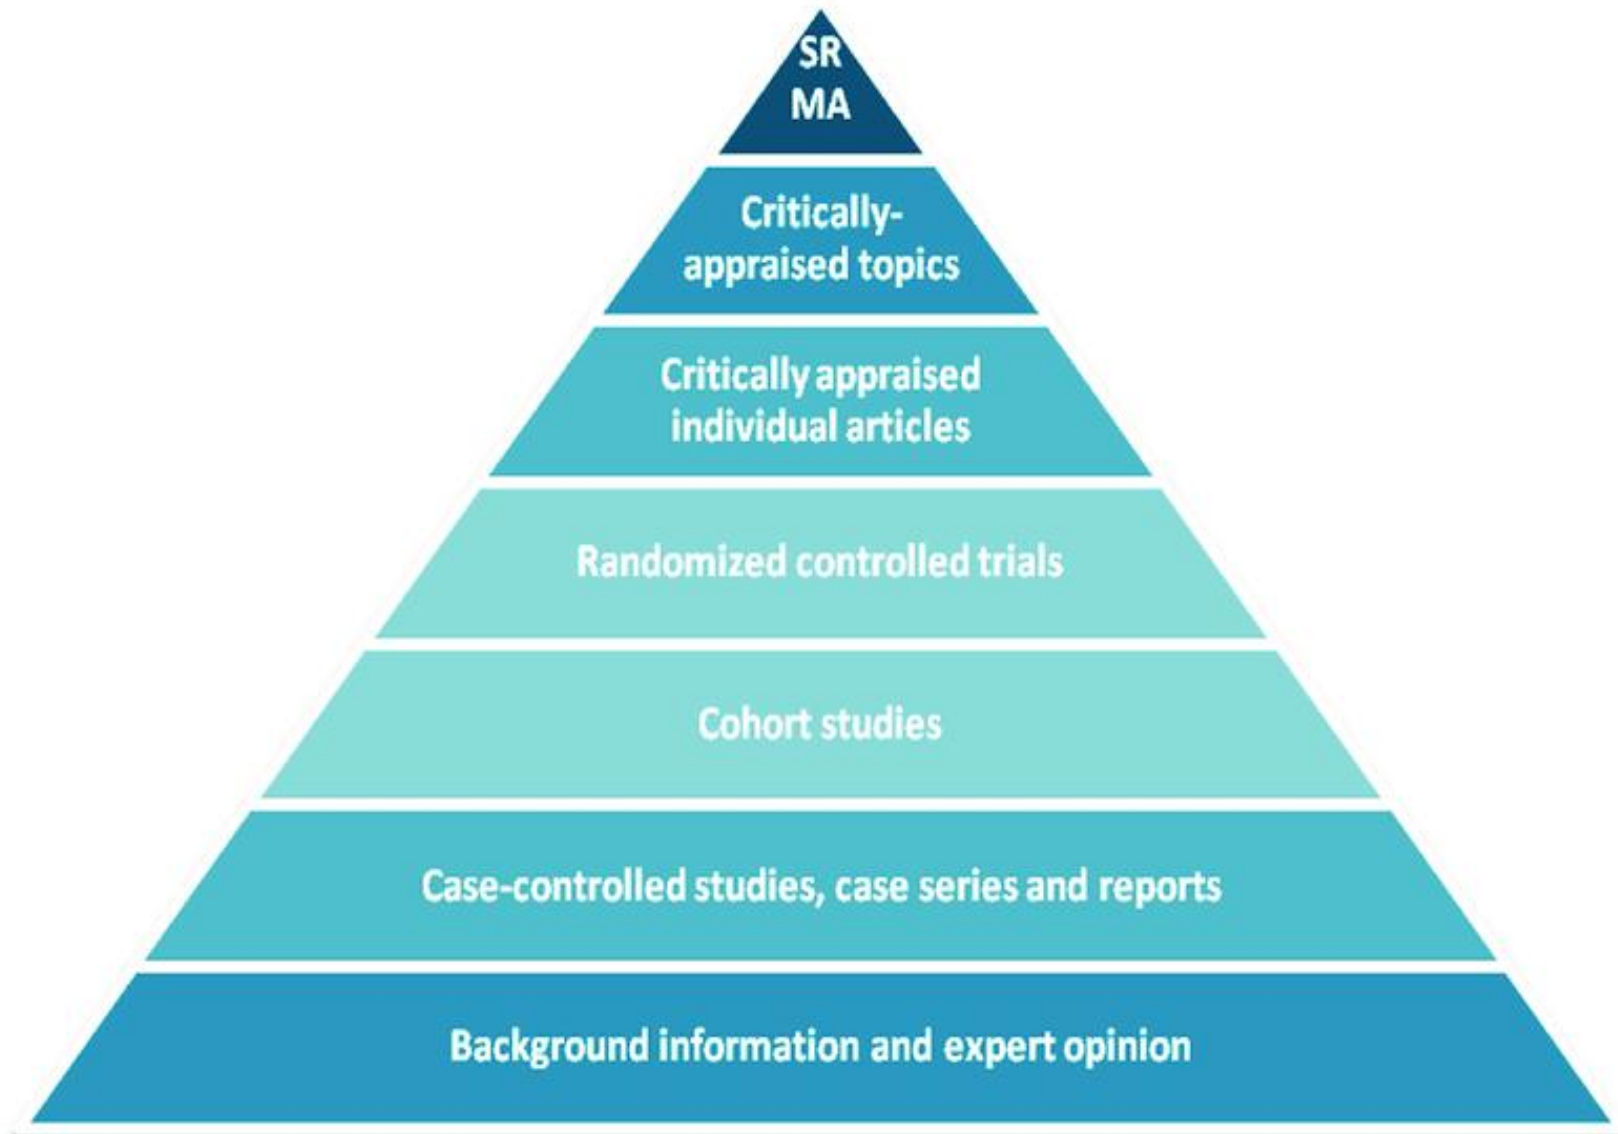 SR
MA
Critically-
appraised topics
Critically appraised
individual articles
Randomized controlled trials
Cohort studies
Case-controlled studies, case series and reports
Background information and expert opinion